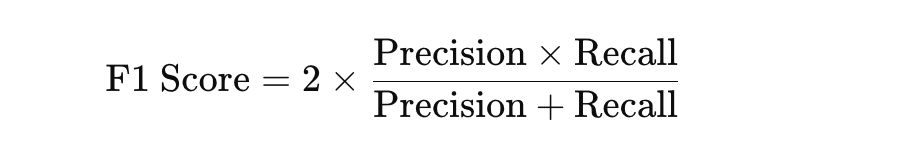 F1 Score = 2 × Precision × Recall / Precision + Recall